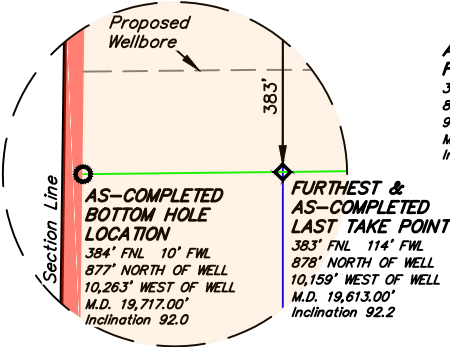 Proposed
Wellbore
383'
Section Line
AS-COMPLETED
BOTTOM HOLE
LOCATION
384' FNL 10' FWL
877' NORTH OF WELL
10,263' WEST OF WELL
M.D. 19,717.00'
Inclination 92.0
FURTHEST &
AS-COMPLETED
LAST TAKE POINT
383' FNL 114' FWL
878' NORTH OF WELL
10,159' WEST OF WELL
M.D. 19,613.00'
Inclination 92.2